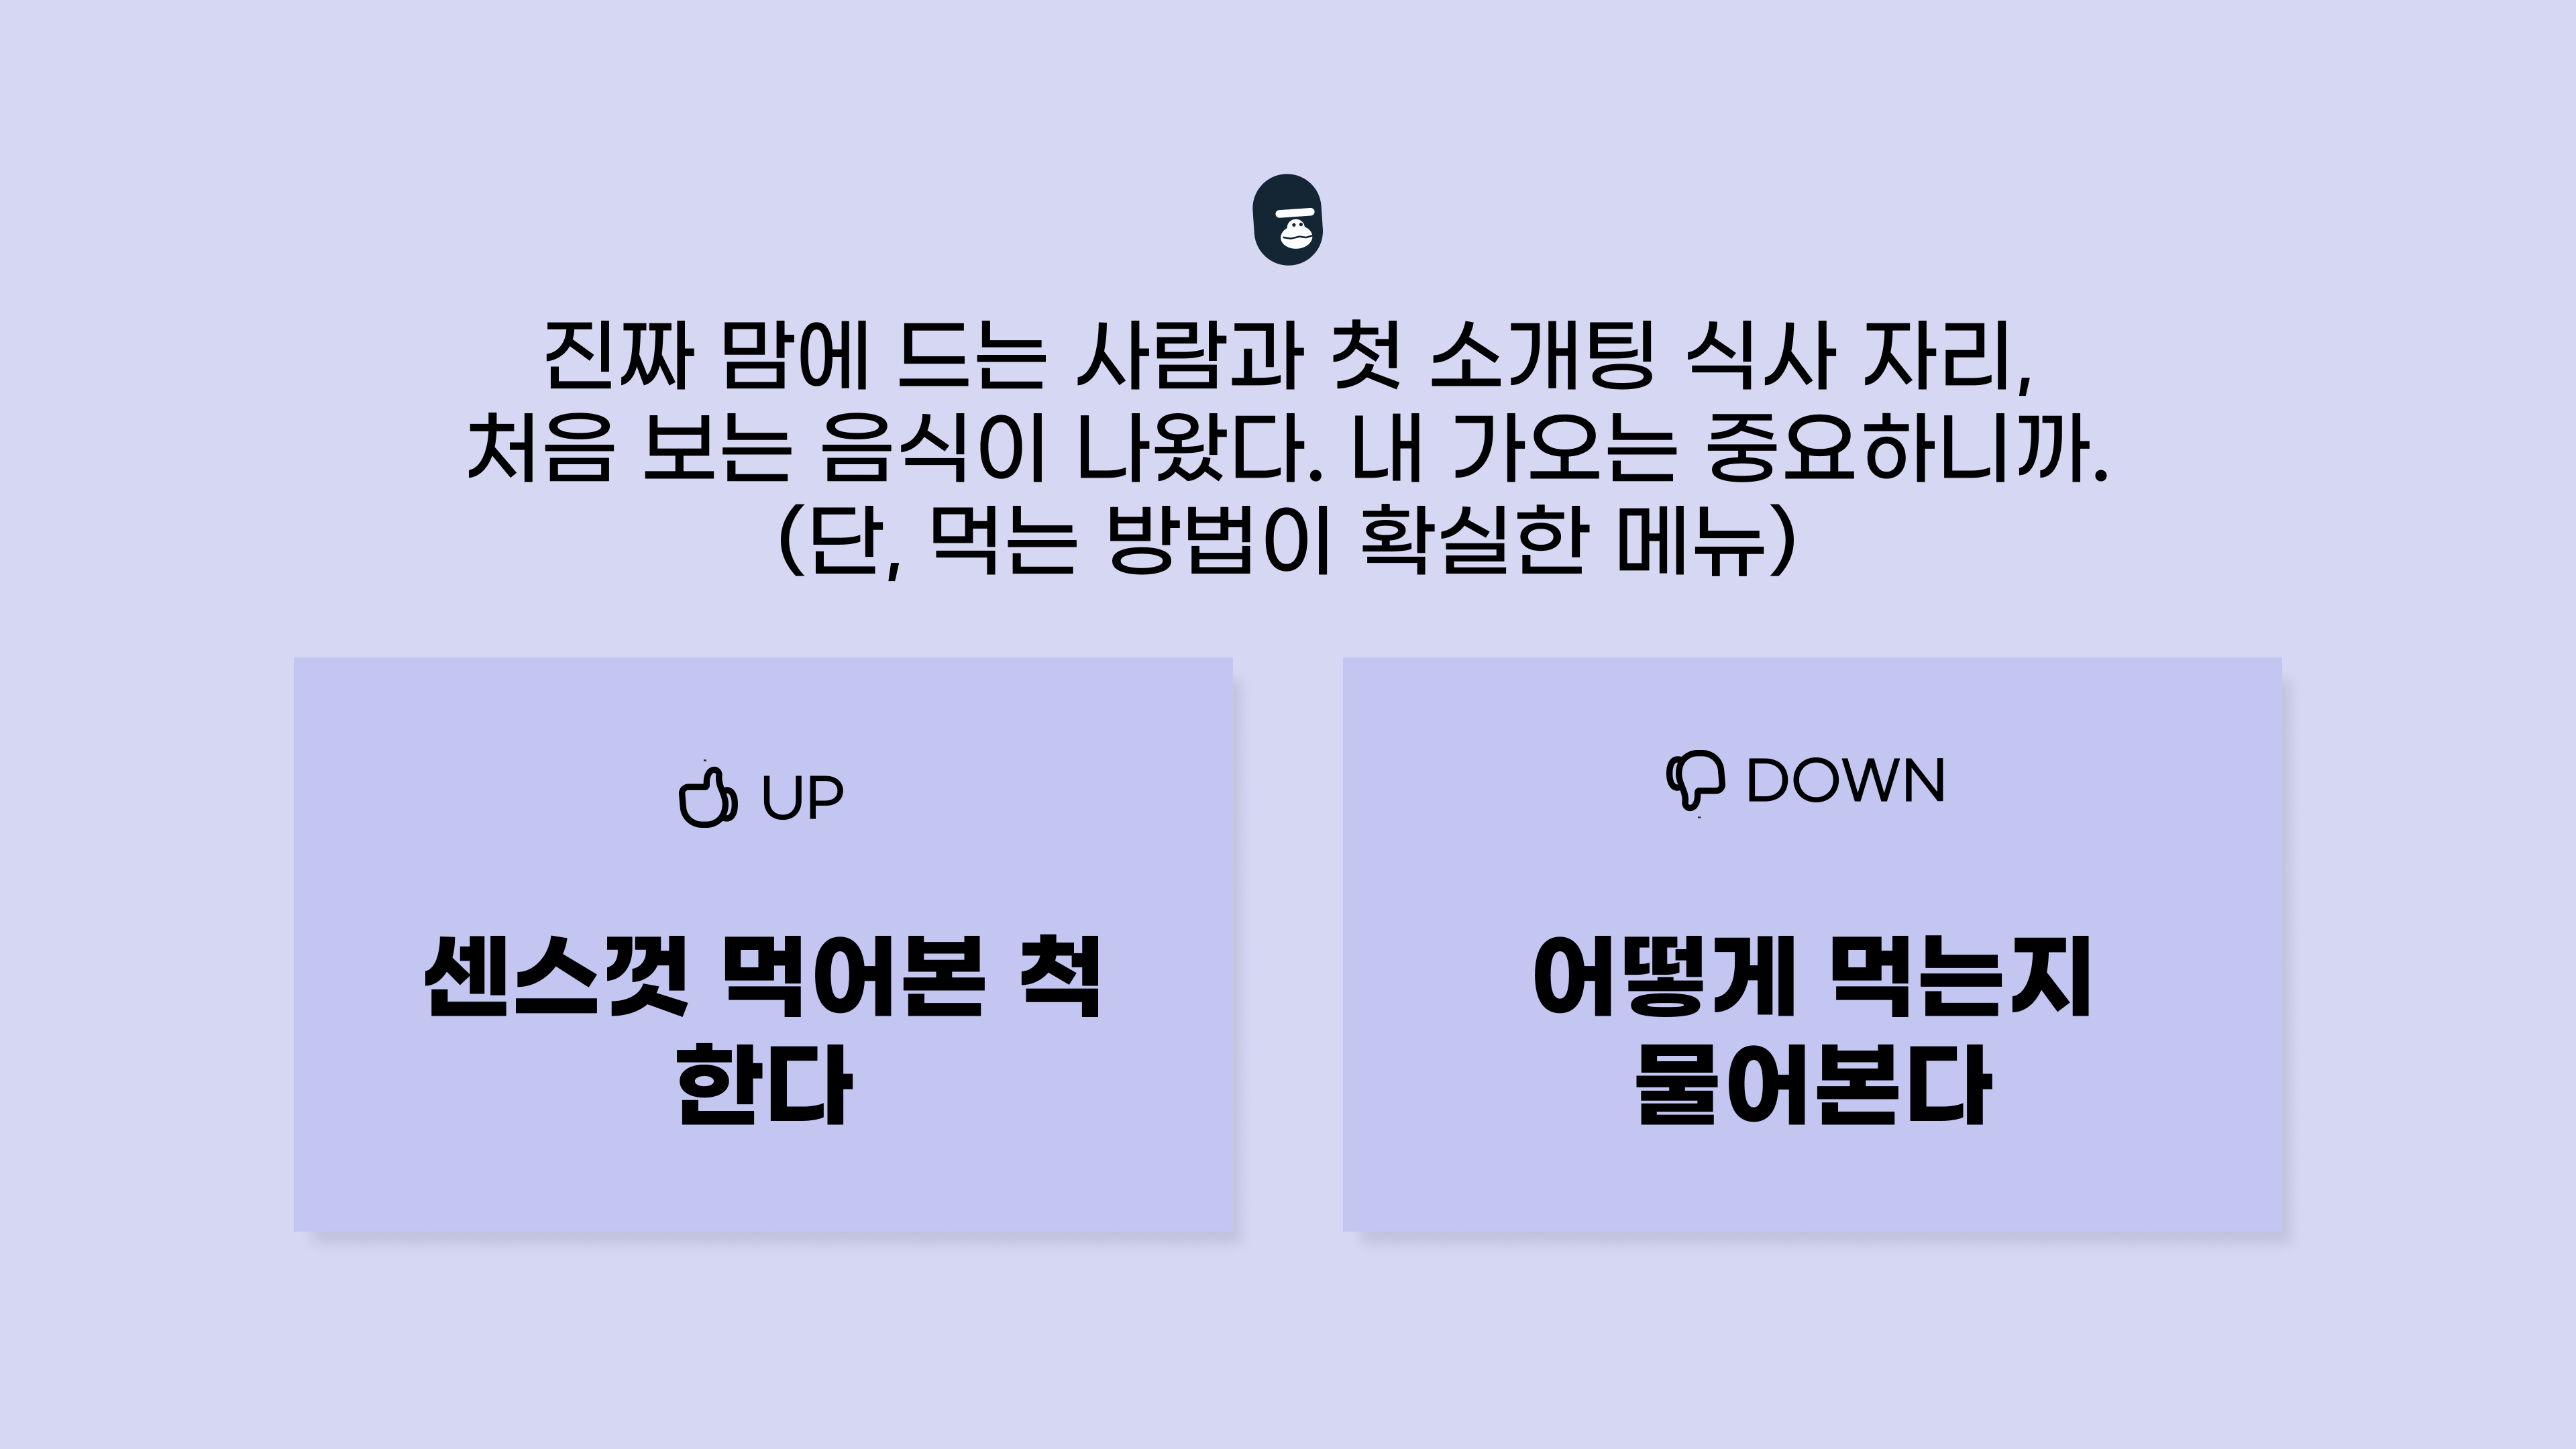 진짜 맘에 드는 사람과 첫 소개팅 식사 자리,
처음 보는 음식이 나왔다. 내 가오는 중요하니까.
(단, 먹는 방법이 확실한 메뉴)
UP
센스껏 먹어본 척
한다
DOWN
어떻게 먹는지
물어본다